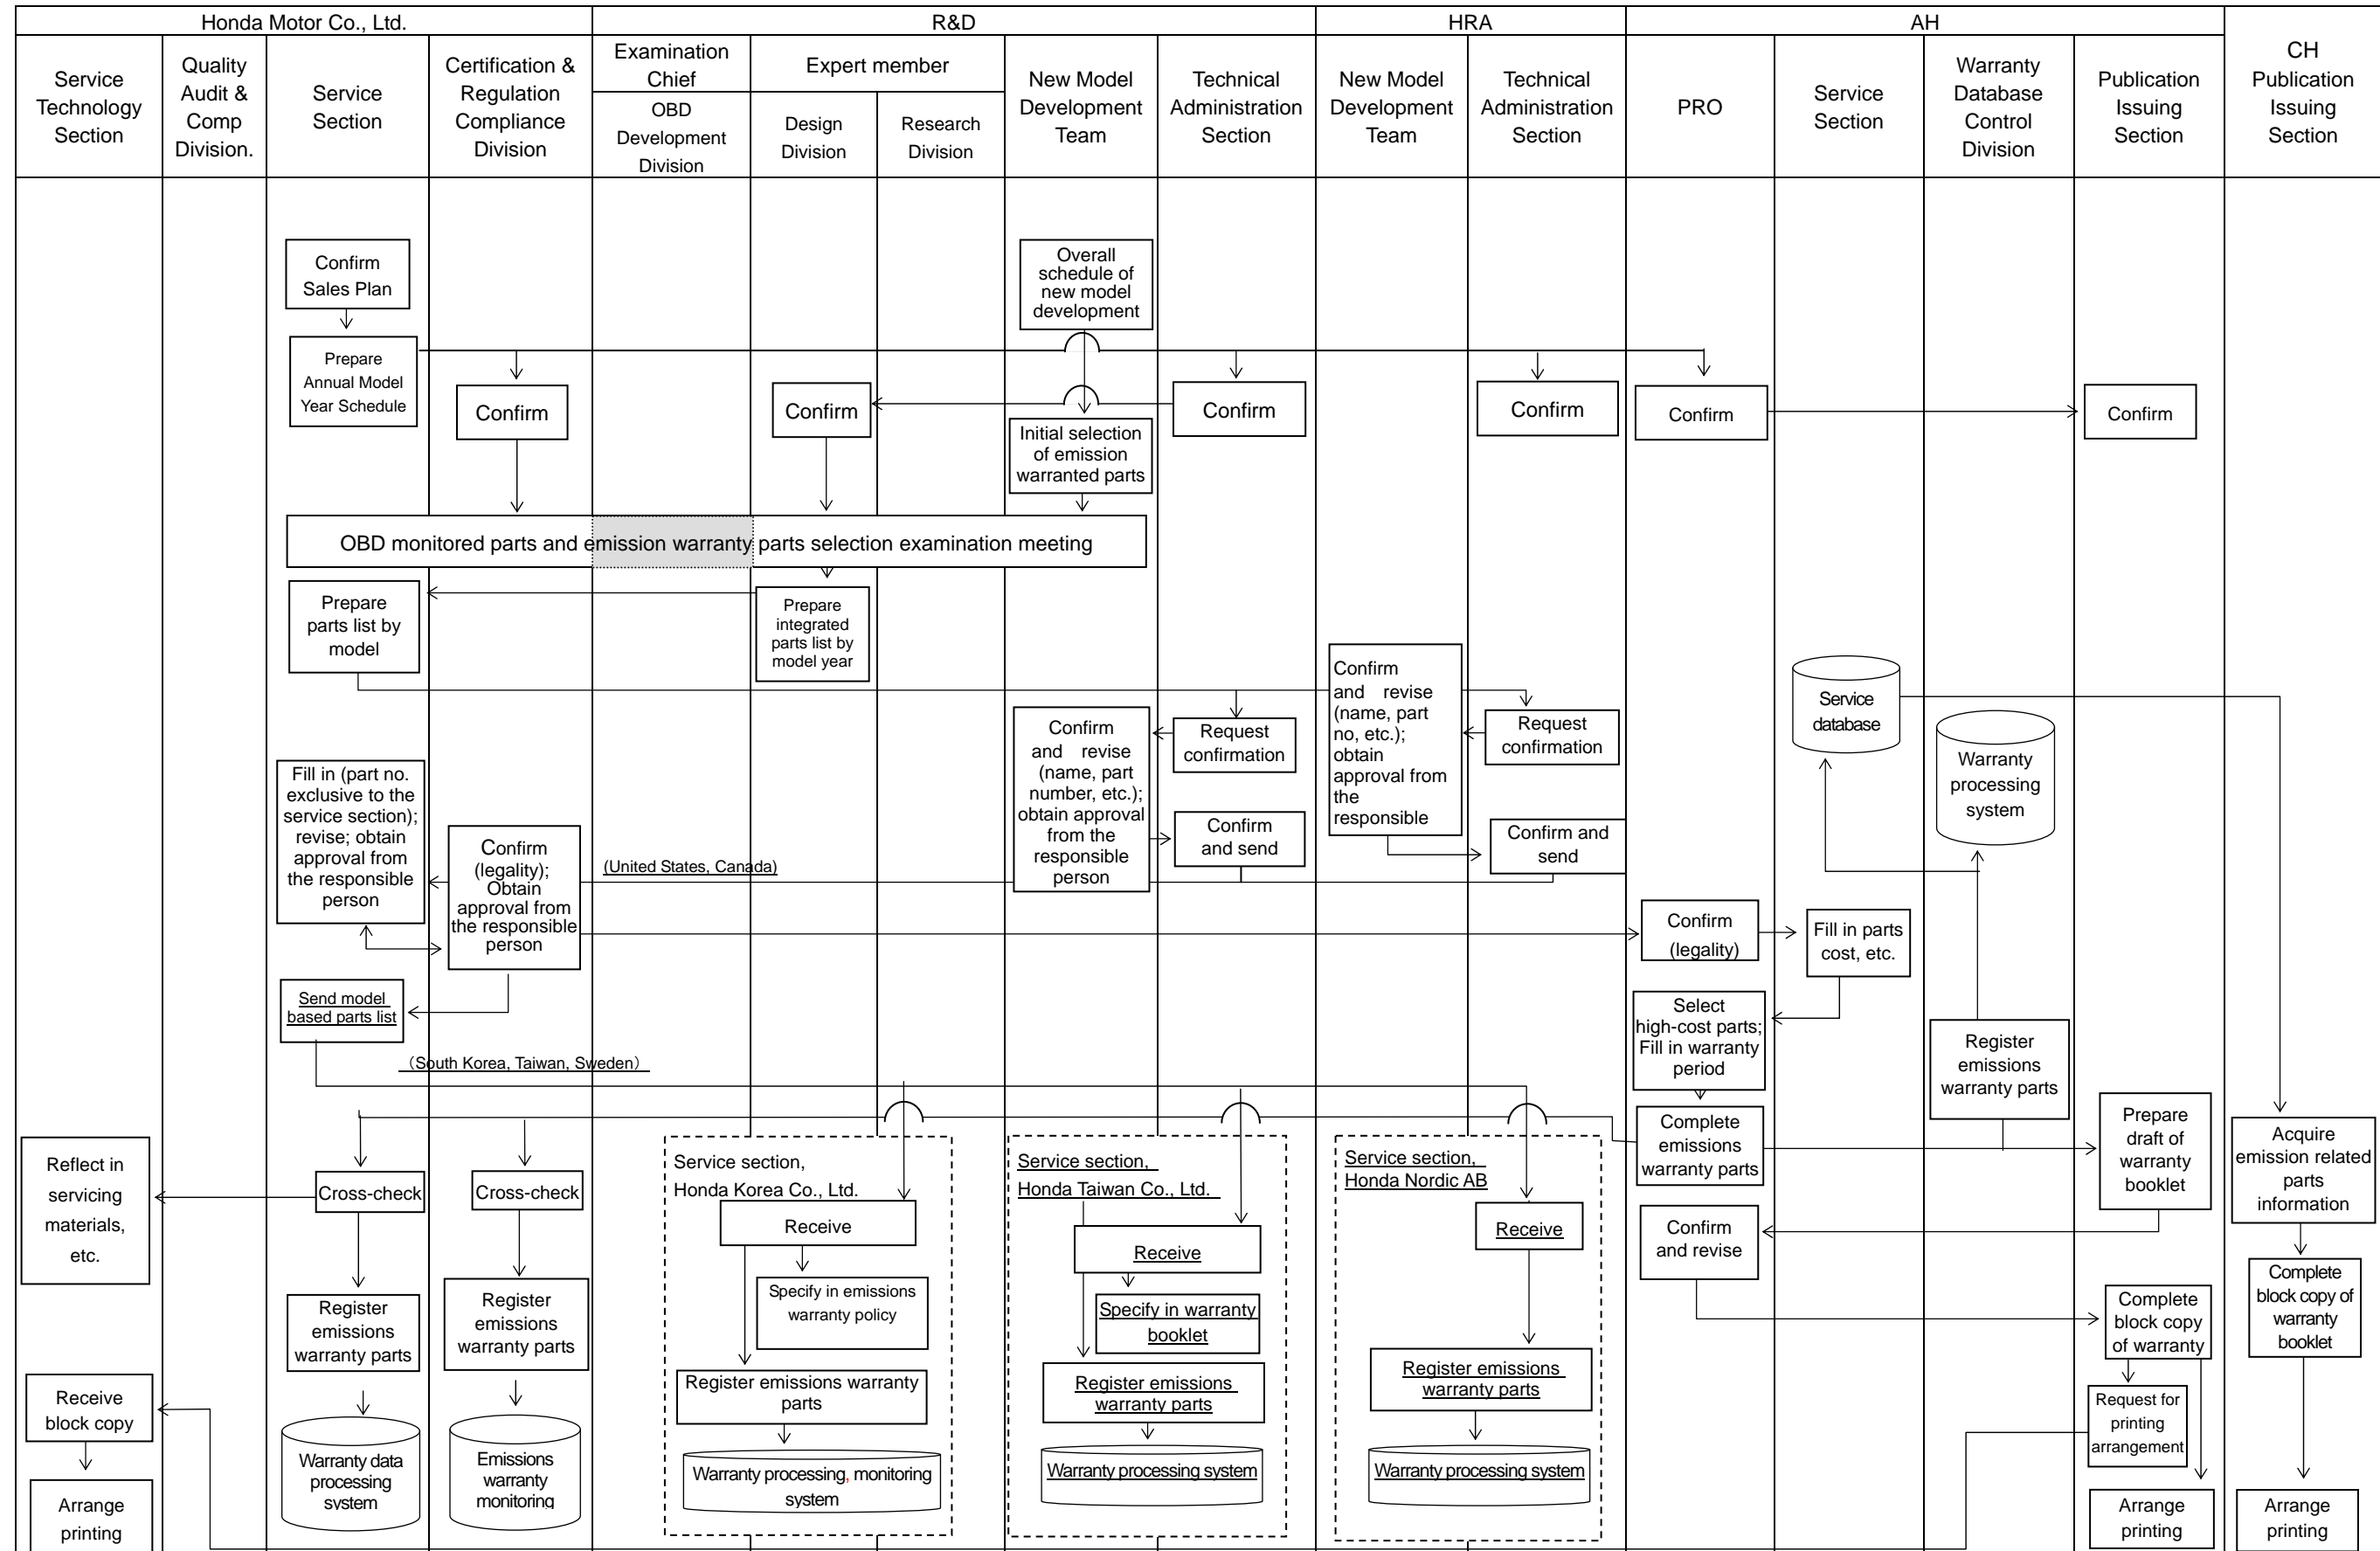 Honda Motor Co., Ltd.
R&D
HRA
AH
Service
Technology
Section
Quality
Audit &
Comp
Division.
Service
Section
Certification &
Regulation
Compliance
Division
Examination
Chief
OBD
Development
Division
Expert member
Design
Division
Research
Division
New Model
Development
Team
Technical
Administration
Section
New Model
Development
Team
Technical
Administration
Section
PRO
Service
Section
Warranty
Database
Control
Division
Publication
Issuing
Section
CH
Publication
Issuing
Section
Confirm
Sales Plan
Overall
schedule of
new model
development
Prepare
Annual Model
Year Schedule
Confirm
Confirm
Initial selection
of emission
warranted parts
Confirm
Confirm
Confirm
Confirm
OBD monitored parts and emission warranty parts selection examination meeting
Prepare
parts list by
model
Prepare
integrated
parts list by
model year
Confirm
and revise
(name, part
number, etc.);
obtain approval
from the
responsible
person
Request
confirmation
Confirm
and send
Confirm
and revise
(name, part
no, etc.);
obtain
approval from
the
responsible
Request
confirmation
Confirm and
send
Service
database
Warranty
processing
system
Fill in (part no.
exclusive to the
service section);
revise; obtain
approval from
the responsible
person
Confirm
(legality);
Obtain
approval from
the responsible
person
(United States, Canada)
Confirm
(legality)
Fill in parts
cost, etc.
Send model
based parts list
(South Korea, Taiwan, Sweden)
Select
high-cost parts;
Fill in warranty
period
Register
emissions
warranty parts
Complete
emissions
warranty parts
Prepare
draft of
warranty
booklet
Acquire
emission related
parts
information
Reflect in
servicing
materials,
etc.
Cross-check
Cross-check
Service section,
Honda Korea Co., Ltd.
Receive
Specify in emissions
warranty policy
Register emissions warranty
parts
Warranty processing, monitoring
system
Service section,
Honda Taiwan Co., Ltd.
Receive
Specify in warranty
booklet
Register emissions
warranty parts
Warranty processing system
Service section,
Honda Nordic AB
Receive
Register emissions
warranty parts
Warranty processing system
Confirm
and revise
Register
emissions
warranty parts
Register
emissions
warranty parts
Complete
block copy
of warranty
Complete
block copy of
warranty
booklet
Receive
block copy
Warranty data
processing
system
Emissions
warranty
monitoring
Request for
printing
arrangement
Arrange
printing
Arrange
printing
Arrange
printing